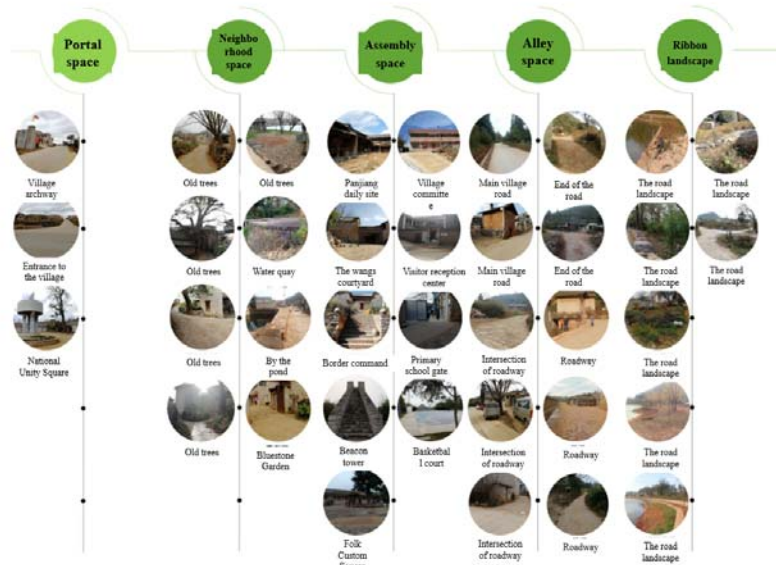 Portal
space
Neighbo
rhood
space
Assembly
space
Alley
space
Ribbon
landscape
Village
archway
Old trees
Old trees
Panjiang
daily site
Village
committe
e
Main village
road
End of the
road
The road
landscape
The road
landscape
Entrance to
the village
Old trees
Water quay
The wangs
courtyard
Visitor reception
center
Main village
road
End of the
road
The road
landscape
The road
landscape
National
Unity Square
Old trees
By the
pond
Border command
Primary
school gate
Intersection
of roadway
Roadway
The road
landscape
Old trees
Bluestone
Garden
Beacon
tower
Basketbal
l court
Intersection
of roadway
Roadway
The road
landscape
Folk
Custom
Intersection
of roadway
Roadway
The road
landscape